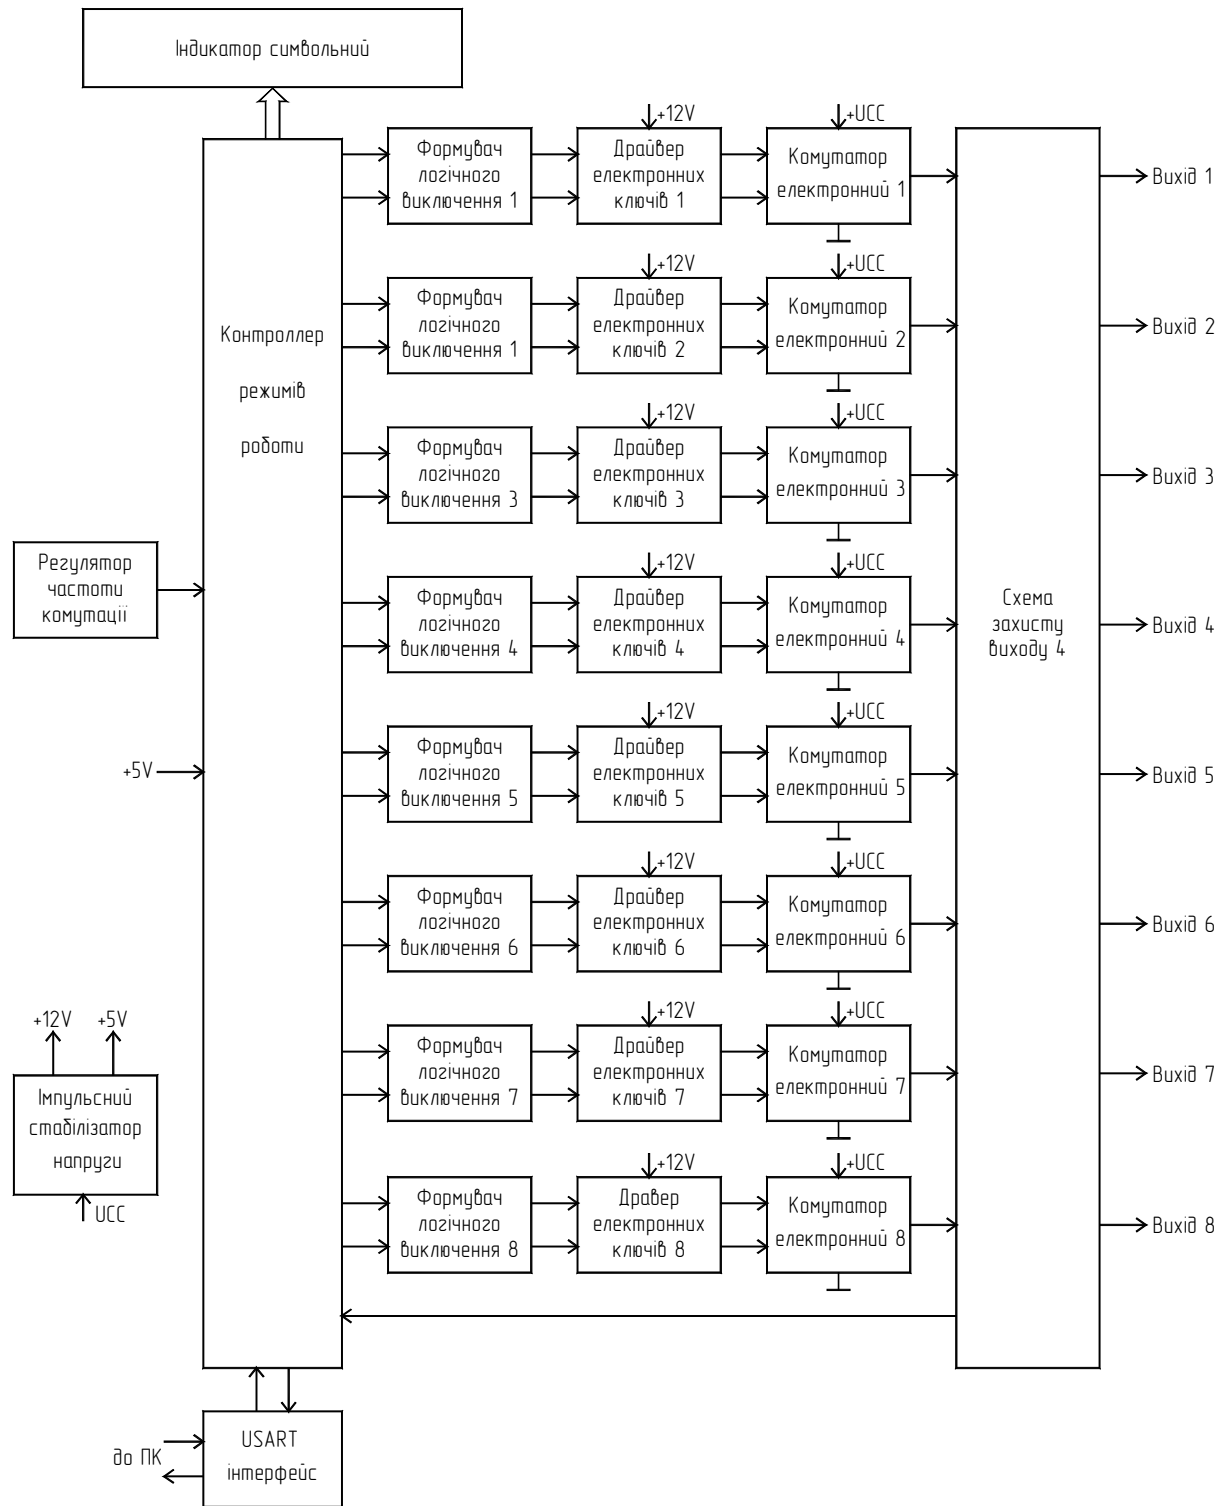 Індикатор символьний
Контроллер
режимів
роботи
Регулятор
частоти
комутації
+5V
+12V +5V
Імпульсний
стабілізатор
напруги
UCC
USART
інтерфейс
до ПК
Формувач
логічного
виключення 1
+12V
Драйвер
електронних
ключів 1
+UCC
Комутатор
електронний 1
Вихід 1
Формувач
логічного
виключення 1
+12V
Драйвер
електронних
ключів 2
+UCC
Комутатор
електронний 2
Вихід 2
Формувач
логічного
виключення 3
+12V
Драйвер
електронних
ключів 3
+UCC
Комутатор
електронний 3
Вихід 3
Формувач
логічного
виключення 4
+12V
Драйвер
електронних
ключів 4
+UCC
Комутатор
електронний 4
Вихід 4
Формувач
логічного
виключення 5
+12V
Драйвер
електронних
ключів 5
+UCC
Комутатор
електронний 5
Вихід 5
Формувач
логічного
виключення 6
+12V
Драйвер
електронних
ключів 6
+UCC
Комутатор
електронний 6
Вихід 6
Формувач
логічного
виключення 7
+12V
Драйвер
електронних
ключів 7
+UCC
Комутатор
електронний 7
Вихід 7
Формувач
логічного
виключення 8
+12V
Дравер
електронних
ключів 8
+UCC
Комутатор
електронний 8
Вихід 8
Схема
захисту
виходу 4